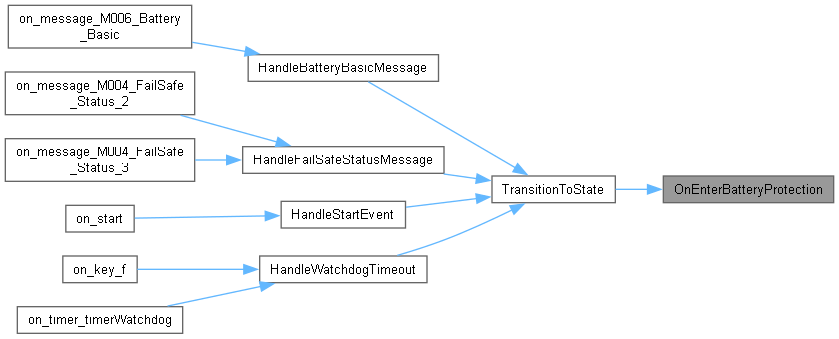 on_message_M006_Battery
_Basic
HandleBatteryBasicMessage
on_message_M004_FailSafe
_Status_2
on_message_M004_FailSafe
_Status_3
HandleFailSafeStatusMessage
TransitionToState
OnEnterBatteryProtection
on_start
HandleStartEvent
on_key_f
HandleWatchdogTimeout
on_timer_timerWatchdog